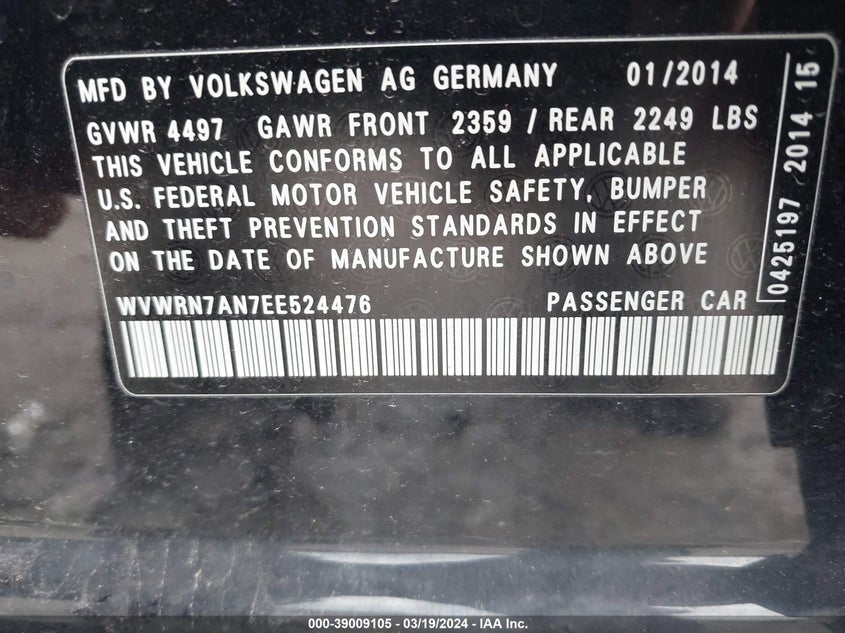 MFD BY VOLKSWAGEN AG GERMANY 01/2014
GVWR 4497 GAWR FRONT 2359 / REAR 2249 LBS
THIS VEHICLE CONFORMS TO ALL APPLICABLE
U.S. FEDERAL MOTOR VEHICLE SAFETY, BUMPER
AND THEFT PREVENTION STANDARDS IN EFFECT
ON THE DATE OF MANUFACTURE SHOWN ABOVE
WVWRN7AN7EE524476 PASSENGER CAR
0425197 2014 15
000-39009105 - 03/19/2024 - IAA Inc.